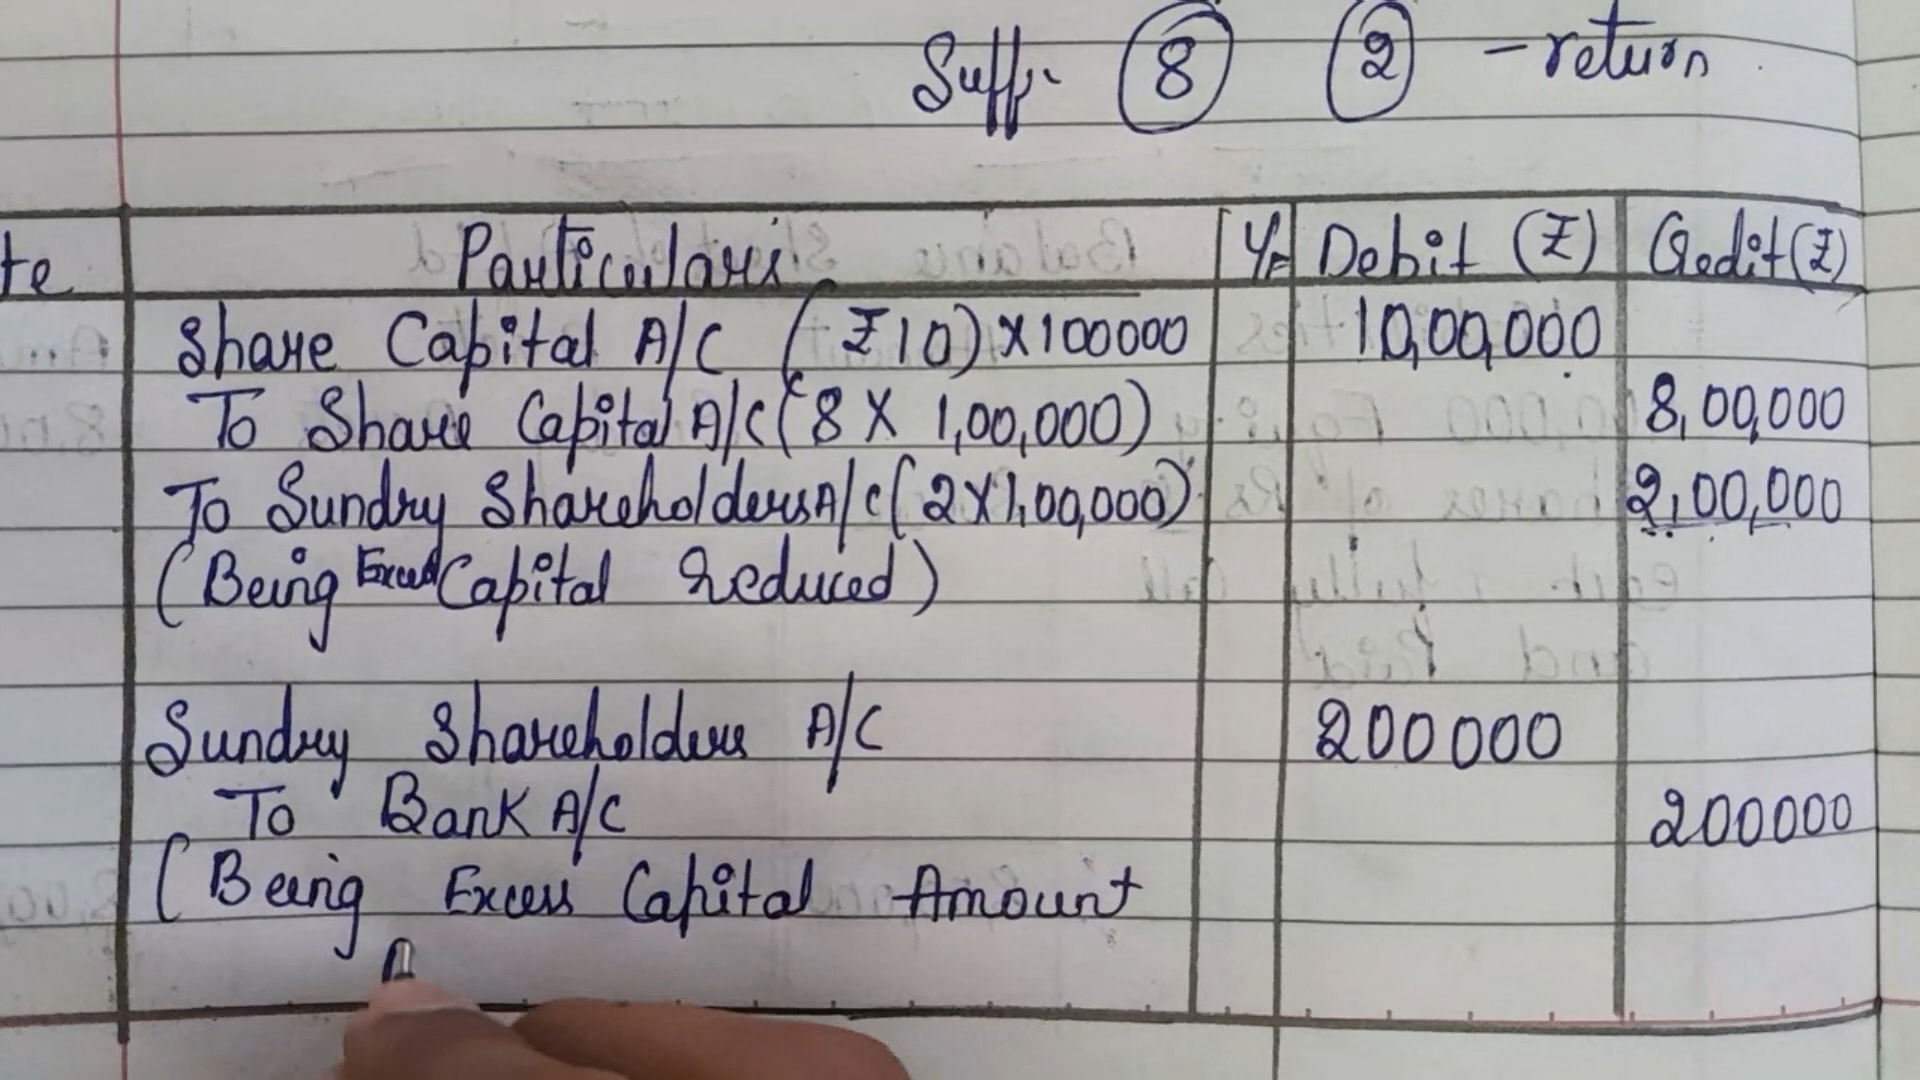 Suff. 8 2 - return
te Particulars L/F Debit (₹) Credit (₹)
Share Capital A/C (₹10) × 100000 10,00,000
To Share Capital A/C (8 X 1,00,000) 8,00,000
To Sundry Shareholders A/C (2 X 1,00,000) 2,00,000
(Being Excess Capital Reduced)
Sundry Shareholders A/C 200000
To Bank A/C 200000
(Being Excess Capital Amount